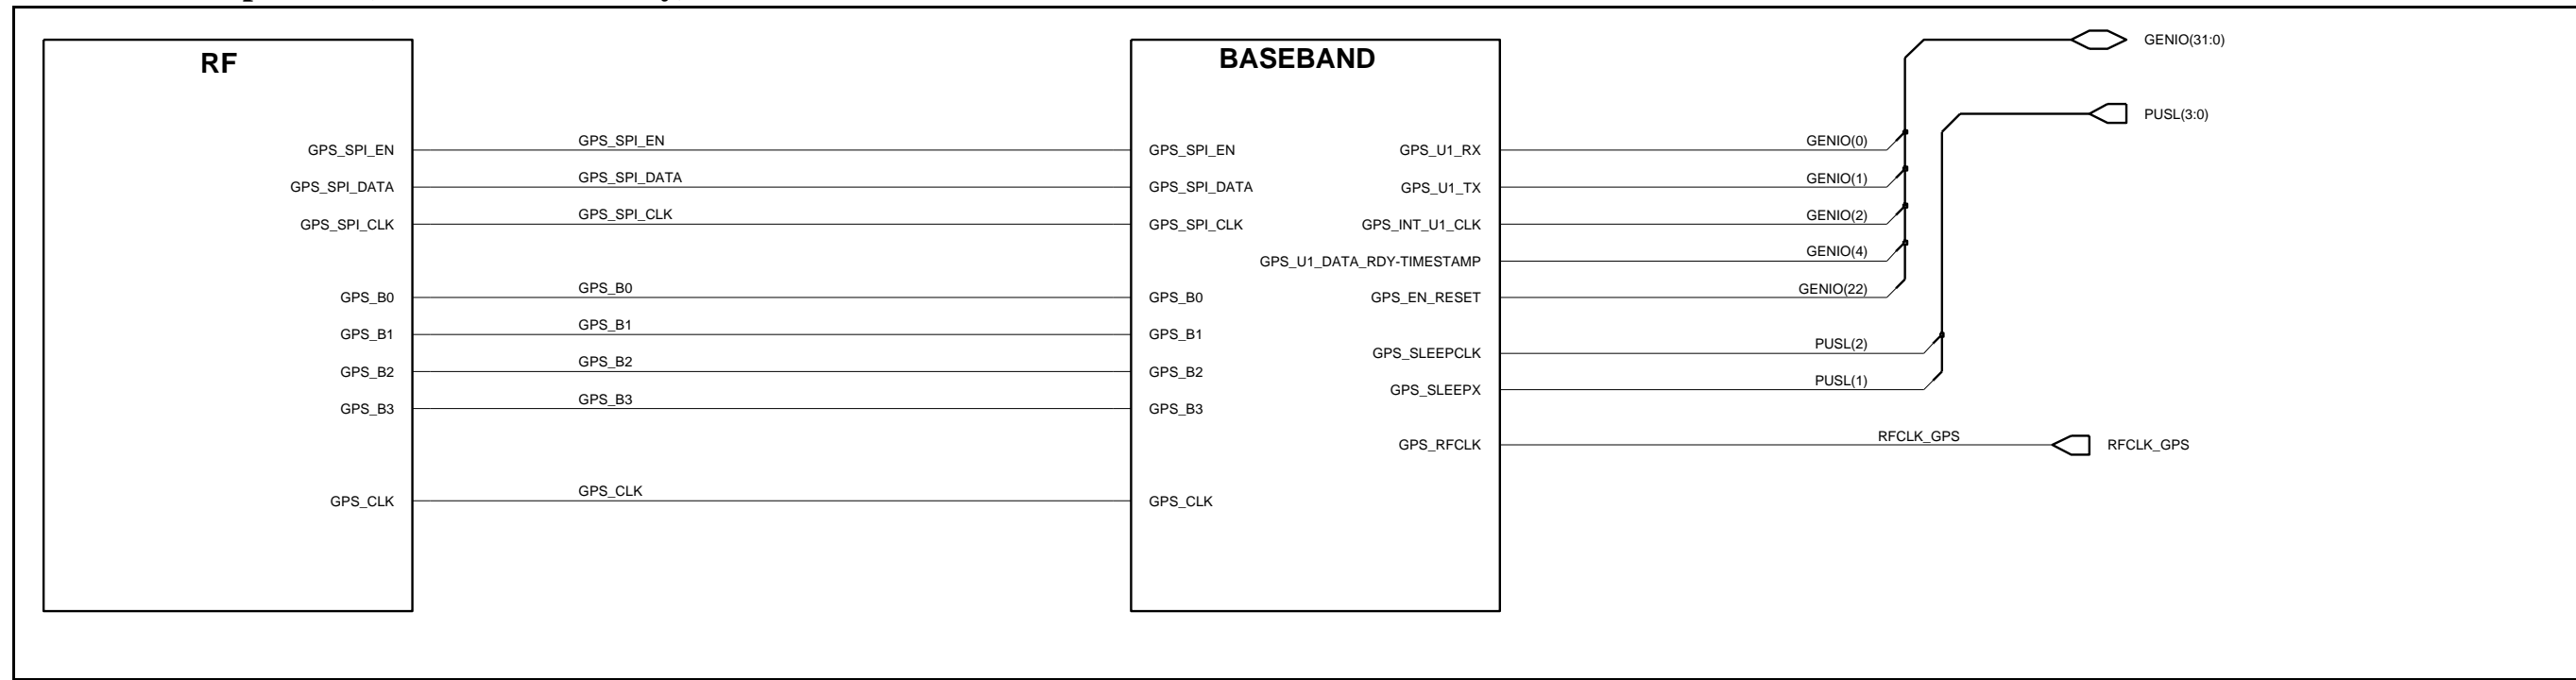 RF
BASEBAND
GENIO(31:0)
PUSL(3:0)
GPS_SPI_EN GPS_SPI_EN GPS_SPI_EN GPS_U1_RX GENIO(0)
GPS_SPI_DATA GPS_SPI_DATA GPS_SPI_DATA GPS_U1_TX GENIO(1)
GPS_SPI_CLK GPS_SPI_CLK GPS_SPI_CLK GPS_INT_U1_CLK GENIO(2)
GPS_U1_DATA_RDY-TIMESTAMP GENIO(4)
GPS_B0 GPS_B0 GPS_B0 GPS_EN_RESET GENIO(22)
GPS_B1 GPS_B1 GPS_B1
GPS_SLEEPCLK PUSL(2)
GPS_B2 GPS_B2 GPS_B2
GPS_SLEEPX PUSL(1)
GPS_B3 GPS_B3 GPS_B3
GPS_RFCLK RFCLK_GPS RFCLK_GPS
GPS_CLK GPS_CLK GPS_CLK